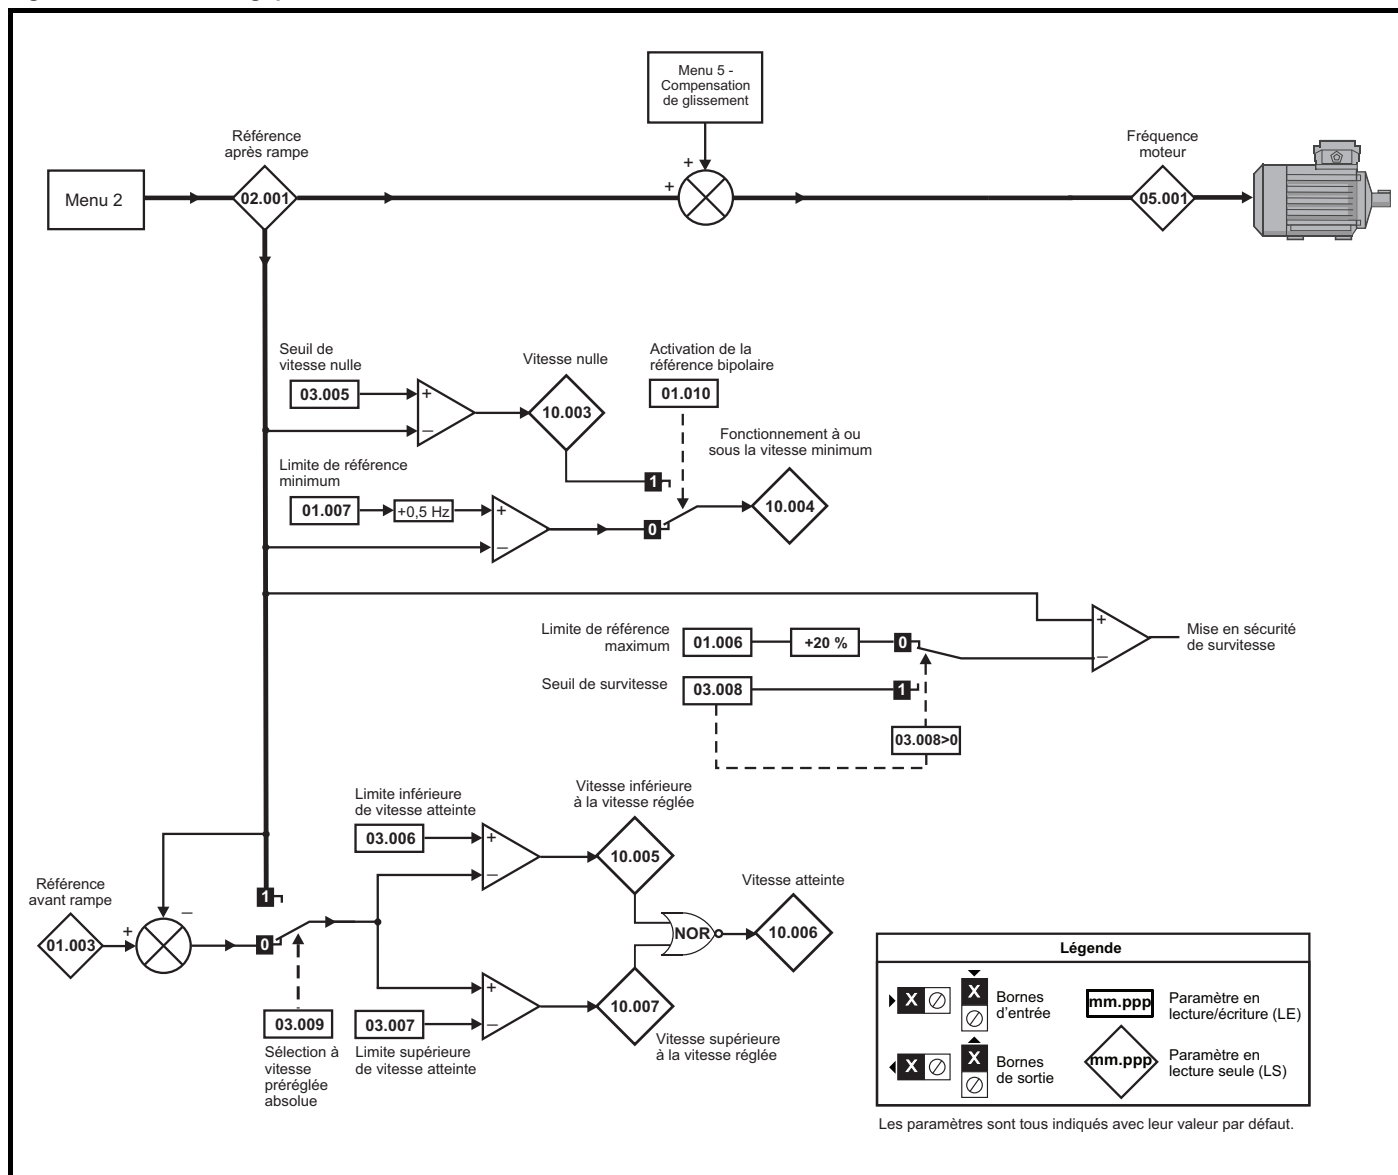 Menu 5 -
Compensation
de glissement
Référence
après rampe
Fréquence
moteur
Menu 2
02.001
+
+
05.001
Seuil de
vitesse nulle
Vitesse nulle
Activation de la
référence bipolaire
03.005
+
–
10.003
01.010
Fonctionnement à ou
sous la vitesse minimum
Limite de référence
minimum
1
01.007
+0,5 Hz
+
–
0
10.004
Limite de référence
maximum
01.006
+20 %
0
+
–
Mise en sécurité
de survitesse
Seuil de survitesse
03.008
1
03.008>0
Limite inférieure
de vitesse atteinte
Vitesse inférieure
à la vitesse réglée
03.006
+
–
10.005
Référence
avant rampe
1
Vitesse atteinte
01.003
+
–
0
NOR
10.006
03.009
03.007
+
–
10.007
Sélection à
vitesse
préréglée
absolue
Limite supérieure
de vitesse atteinte
Vitesse supérieure
à la vitesse réglée
Légende
X
X
Bornes
d'entrée
mm.ppp
Paramètre en
lecture/écriture (LE)
X
X
Bornes
de sortie
mm.ppp
Paramètre en
lecture seule (LS)
Les paramètres sont tous indiqués avec leur valeur par défaut.